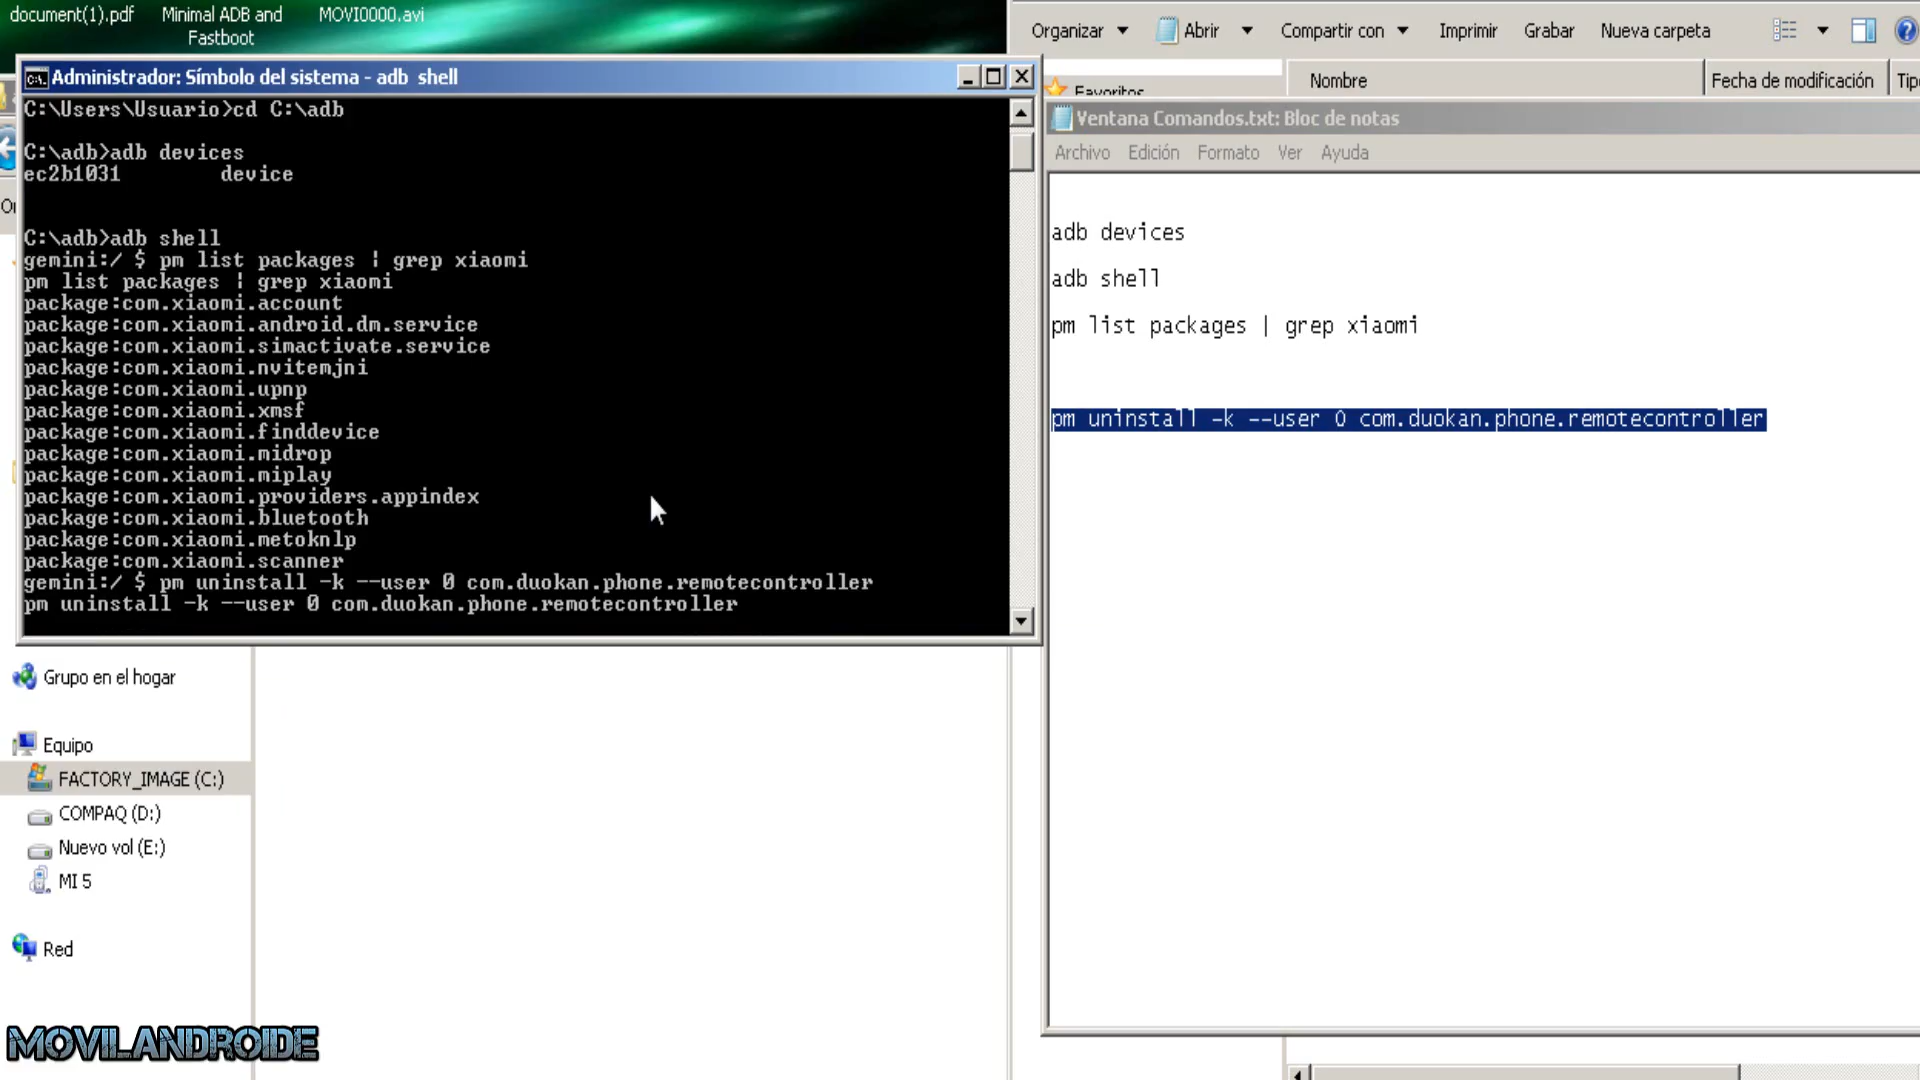 document(1).pdf
Minimal ADB and
Fastboot
MOVI0000.avi
Administrador: Símbolo del sistema - adb  shell
C:\Users\Usuario>cd C:\adb
C:\adb>adb devices
ec2b1031        device
C:\adb>adb shell
gemini:/ $ pm list packages | grep xiaomi
pm list packages | grep xiaomi
package:com.xiaomi.account
package:com.xiaomi.android.dm.service
package:com.xiaomi.simactivate.service
package:com.xiaomi.nvitemjni
package:com.xiaomi.upnp
package:com.xiaomi.xmsf
package:com.xiaomi.finddevice
package:com.xiaomi.midrop
package:com.xiaomi.miplay
package:com.xiaomi.providers.appindex
package:com.xiaomi.bluetooth
package:com.xiaomi.metoknlp
package:com.xiaomi.scanner
gemini:/ $ pm uninstall -k --user 0 com.duokan.phone.remotecontroller
pm uninstall -k --user 0 com.duokan.phone.remotecontroller
Grupo en el hogar
Equipo
FACTORY_IMAGE (C:)
COMPAQ (D:)
Nuevo vol (E:)
MI 5
Red
MOVILANDROIDE
Organizar Abrir Compartir con Imprimir Grabar Nueva carpeta
Favoritos
Nombre Fecha de modificación
Ventana Comandos.txt: Bloc de notas
Archivo Edición Formato Ver Ayuda
adb devices
adb shell
pm list packages | grep xiaomi
pm uninstall -k --user 0 com.duokan.phone.remotecontroller